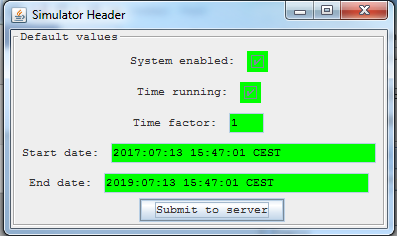 Simulator Header
Default values
System enabled:
Time running:
Time factor: 1
Start date: 2017:07:13 15:47:01 CEST
End date: 2019:07:13 15:47:01 CEST
Submit to server